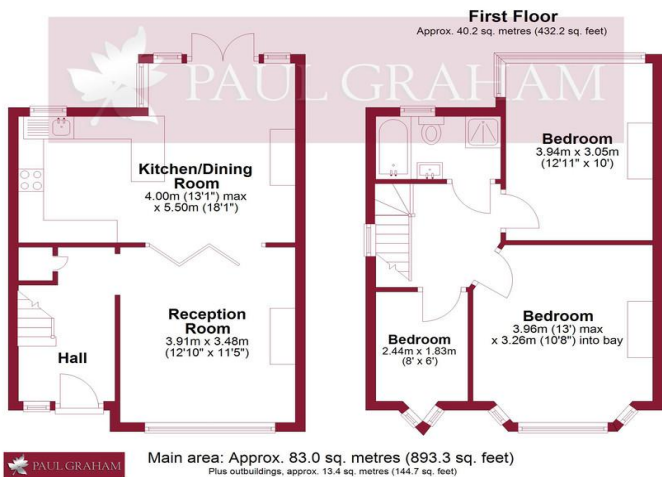 First Floor
Approx. 40.2 sq. metres (432.2 sq. feet)
PAUL GRAHAM
Kitchen/Dining
Room
4.00m (13'1") max
x 5.50m (18'1")
Bedroom
3.94m x 3.05m
(12'11" x 10')
Reception
Room
3.91m x 3.48m
(12'10" x 11'5")
Hall
Bedroom
2.44m x 1.83m
(8' x 6')
Bedroom
3.96m (13') max
x 3.26m (10'8") into bay
PAUL GRAHAM
Main area: Approx. 83.0 sq. metres (893.3 sq. feet)
Plus outbuildings, approx. 13.4 sq. metres (144.7 sq. feet)